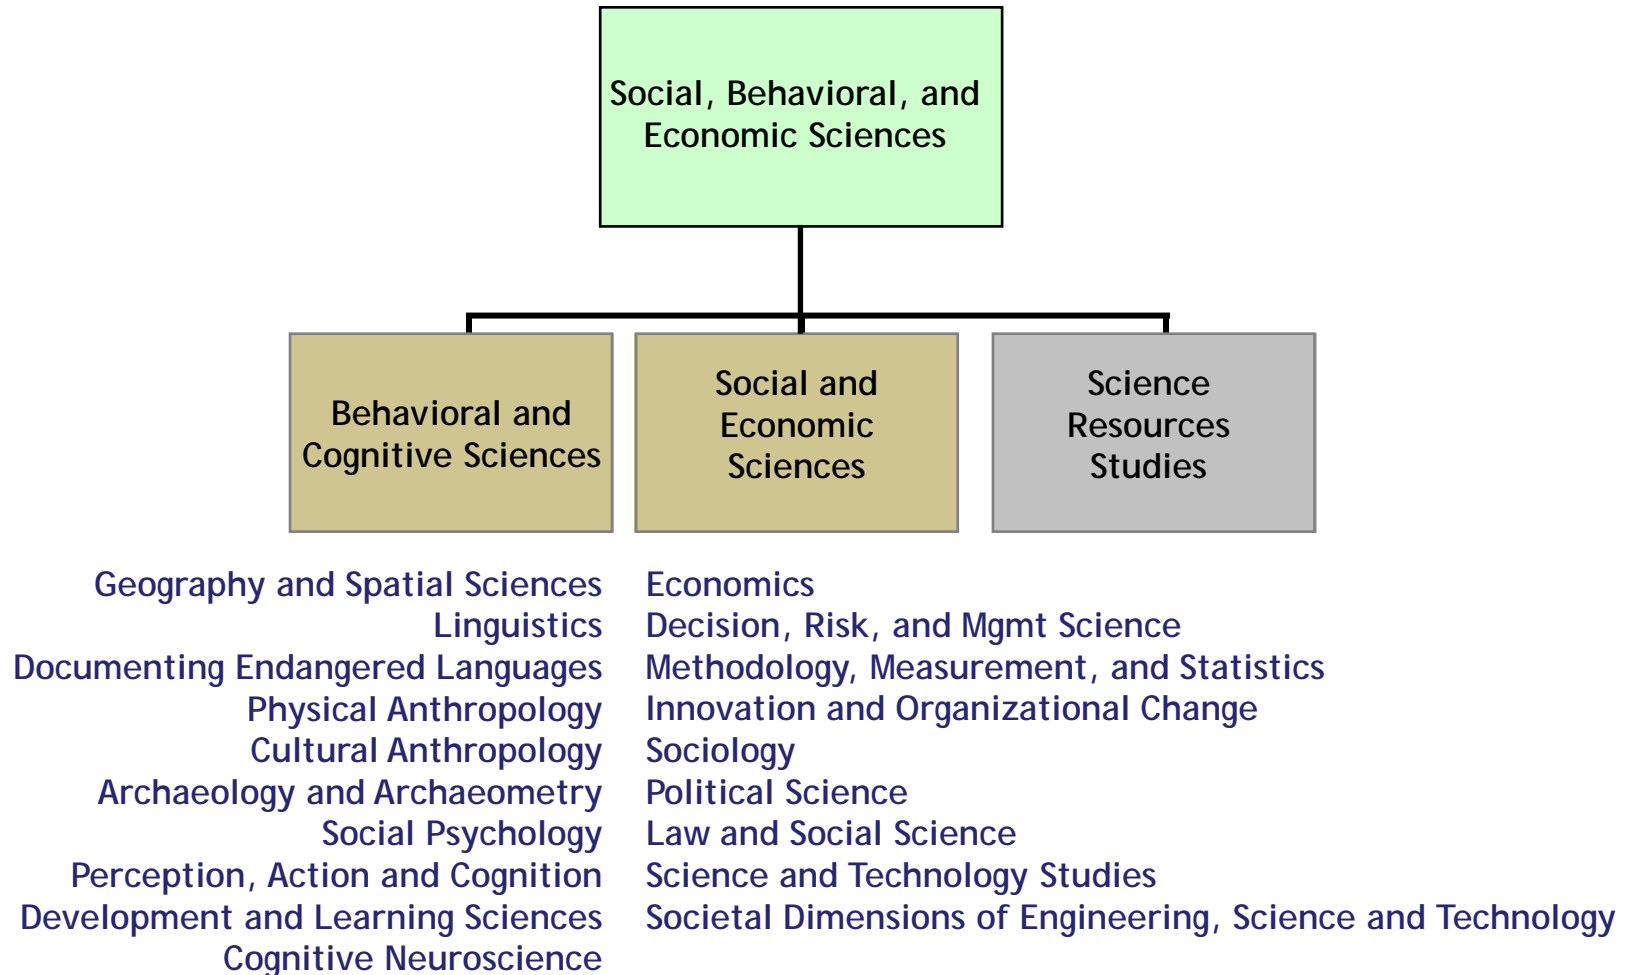 Social, Behavioral, and
Economic Sciences
Behavioral and
Cognitive Sciences
Social and
Economic
Sciences
Science
Resources
Studies
Geography and Spatial Sciences
Linguistics
Documenting Endangered Languages
Physical Anthropology
Cultural Anthropology
Archaeology and Archaeometry
Social Psychology
Perception, Action and Cognition
Development and Learning Sciences
Cognitive Neuroscience
Economics
Decision, Risk, and Mgmt Science
Methodology, Measurement, and Statistics
Innovation and Organizational Change
Sociology
Political Science
Law and Social Science
Science and Technology Studies
Societal Dimensions of Engineering, Science and Technology